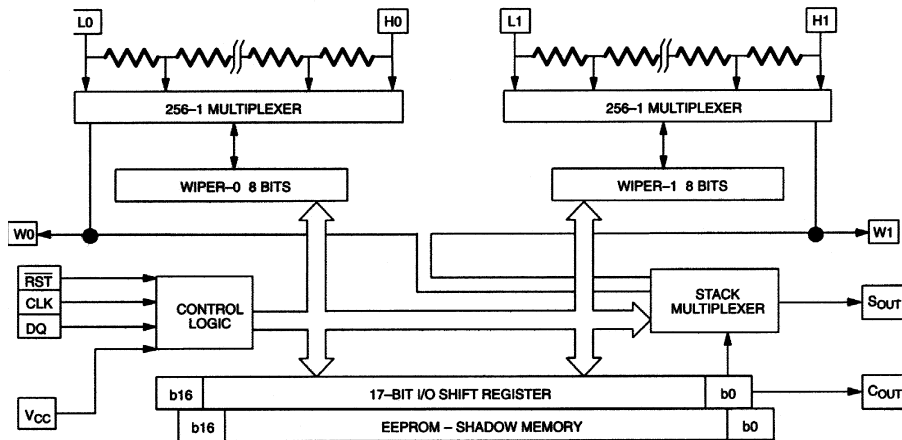 L0
H0
L1
H1
256–1 MULTIPLEXER
256–1 MULTIPLEXER
WIPER–0 8 BITS
WIPER–1 8 BITS
W0
W1
RST
CLK
DQ
CONTROL
LOGIC
STACK
MULTIPLEXER
SOUT
VCC
b16
17–BIT I/O SHIFT REGISTER
b0
COUT
b16
EEPROM – SHADOW MEMORY
b0